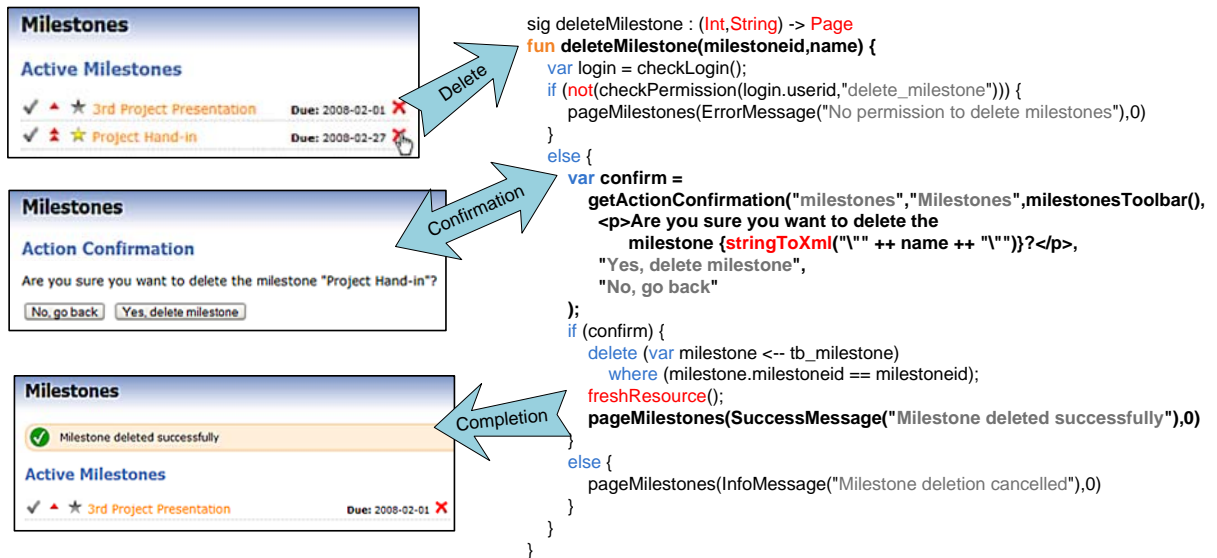 Milestones
Active Milestones
3rd Project Presentation Due: 2008-02-01
Project Hand-in Due: 2008-02-27
Delete
Milestones
Action Confirmation
Are you sure you want to delete the milestone "Project Hand-in"?
No, go back Yes, delete milestone
Confirmation
Milestones
Milestone deleted successfully
Active Milestones
3rd Project Presentation Due: 2008-02-01
Completion
sig deleteMilestone : (Int,String) -> Page
fun deleteMilestone(milestoneid,name) {
var login = checkLogin();
if (not(checkPermission(login.userid,"delete_milestone"))) {
pageMilestones(ErrorMessage("No permission to delete milestones"),0)
}
else {
var confirm =
getActionConfirmation("milestones","Milestones",milestonesToolbar(),
<p>Are you sure you want to delete the
milestone {stringToXml("\"" ++ name ++ "\"")}?</p>,
"Yes, delete milestone",
"No, go back"
);
if (confirm) {
delete (var milestone <-- tb_milestone)
where (milestone.milestoneid == milestoneid);
freshResource();
pageMilestones(SuccessMessage("Milestone deleted successfully"),0)
}
else {
pageMilestones(InfoMessage("Milestone deletion cancelled"),0)
}
}
}